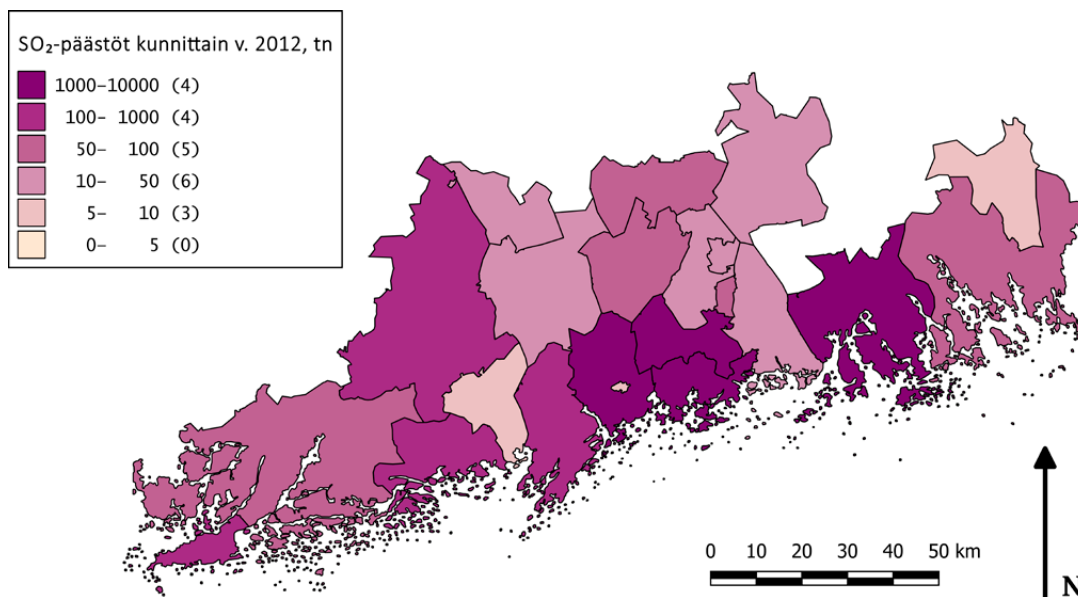 SO₂-päästöt kunnittain v. 2012, tn
1000–10000 (4)
100– 1000 (4)
50– 100 (5)
10– 50 (6)
5– 10 (3)
0– 5 (0)
0 10 20 30 40 50 km
N